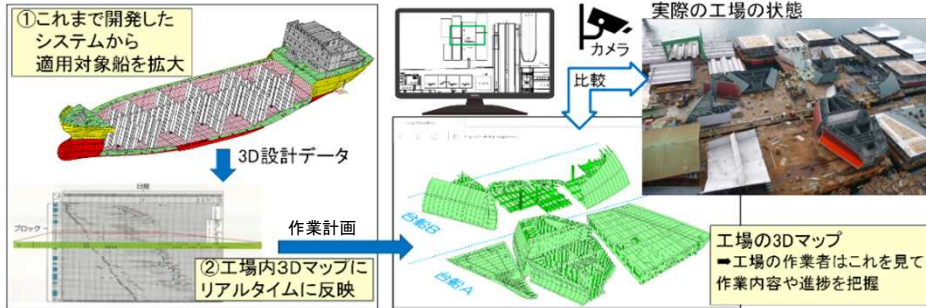 ①これまで開発した
システムから
適用対象船を拡大
3D設計データ
日程
ブロック
②工場内3Dマップに
リアルタイムに反映
作業計画
カメラ
実際の工場の状態
比較
台船B
台船A
工場の3Dマップ
➡工場の作業者はこれを見て
作業内容や進捗を把握